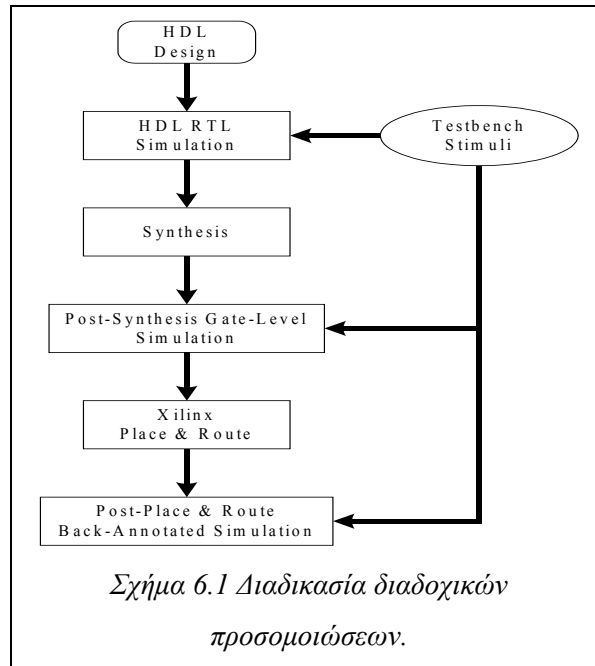 HDL
Design
HDL RTL
Simulation
Testbench
Stimuli
Synthesis
Post-Synthesis Gate-Level
Simulation
Xilinx
Place & Route
Post-Place & Route
Back-Annotated Simulation
Σχήμα 6.1 Διαδικασία διαδοχικών
προσομοιώσεων.